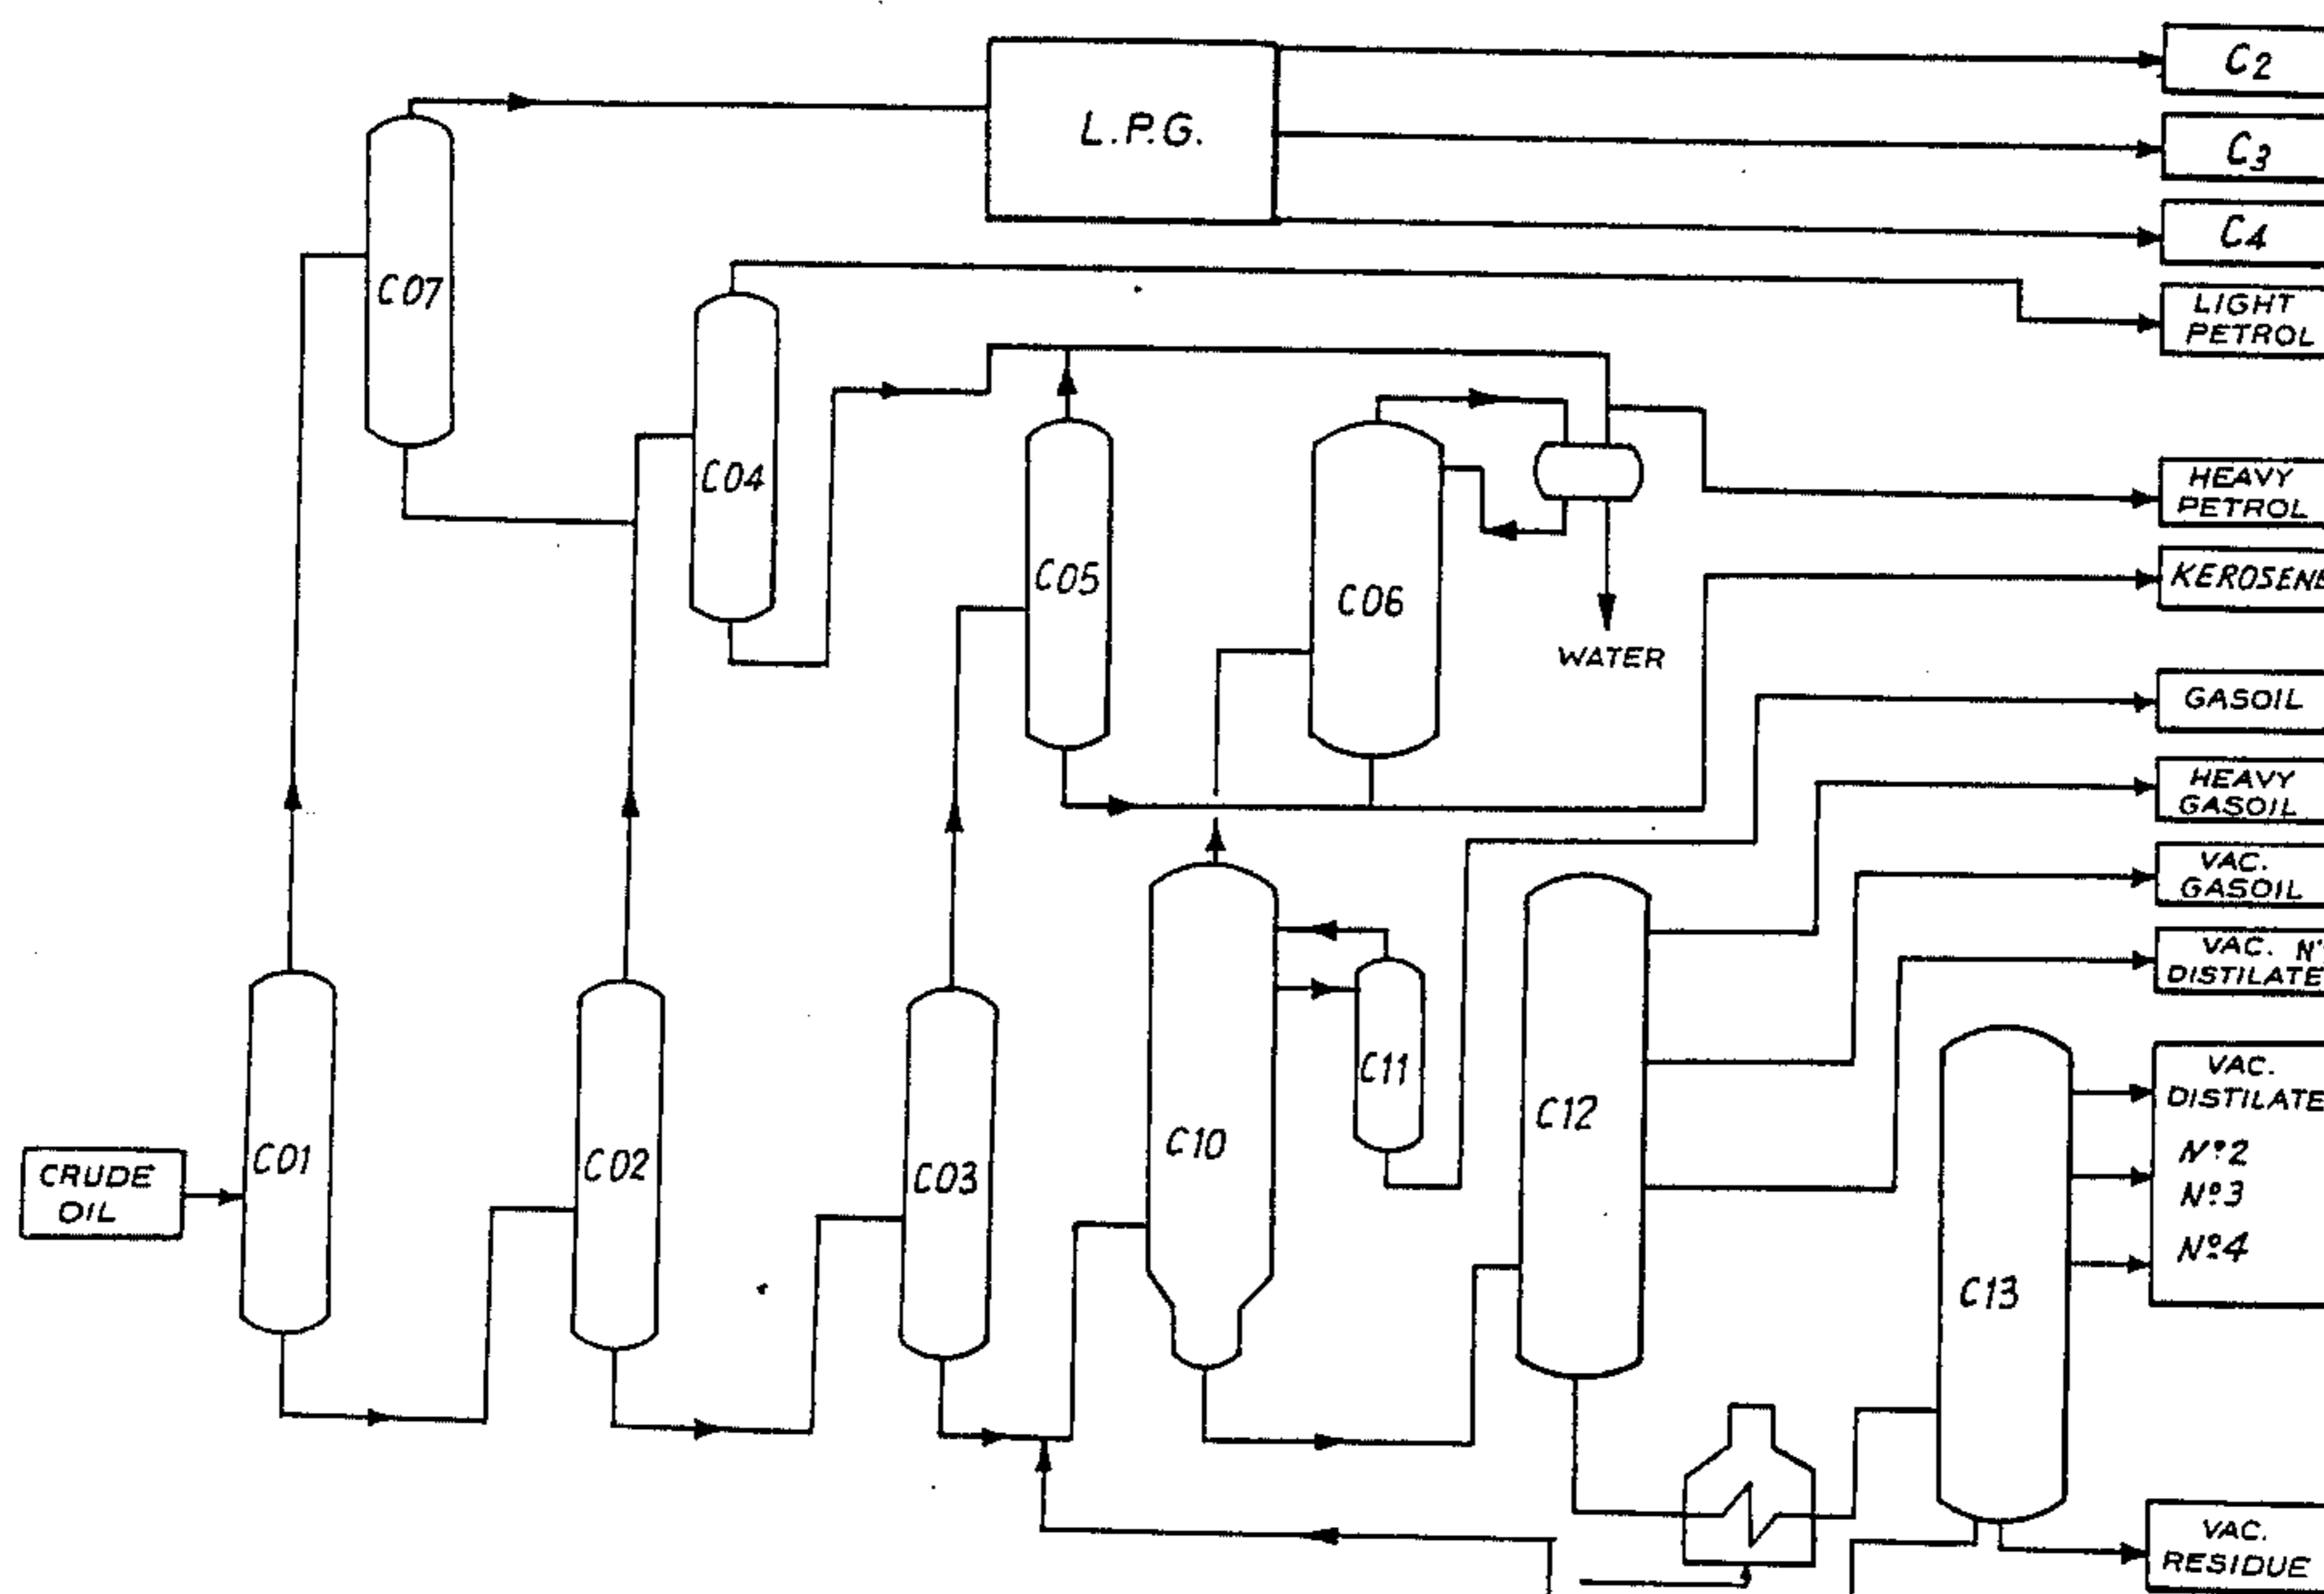 C2
L.P.G.
C3
C4
LIGHT
PETROL
C07
C04
HEAVY
PETROL
C05
C06
KEROSENE
WATER
GASOIL
HEAVY
GASOIL
VAC.
GASOIL
VAC. N°
DISTILATE
C11
VAC.
DISTILATE
C12
C10
N°2
N°3
N°4
C01
C02
C03
CRUDE
OIL
C13
VAC.
RESIDUE